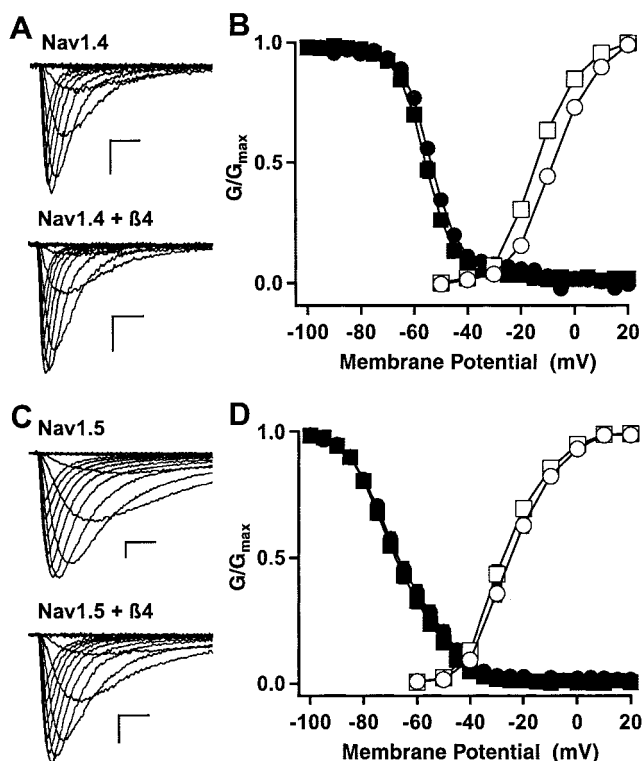 A
Nav1.4
Nav1.4 + ß4
B
G/Gmax
1.0
0.5
0.0
-100 -80 -60 -40 -20 0 20
Membrane Potential (mV)
C
Nav1.5
Nav1.5 + ß4
D
G/Gmax
1.0
0.5
0.0
-100 -80 -60 -40 -20 0 20
Membrane Potential (mV)